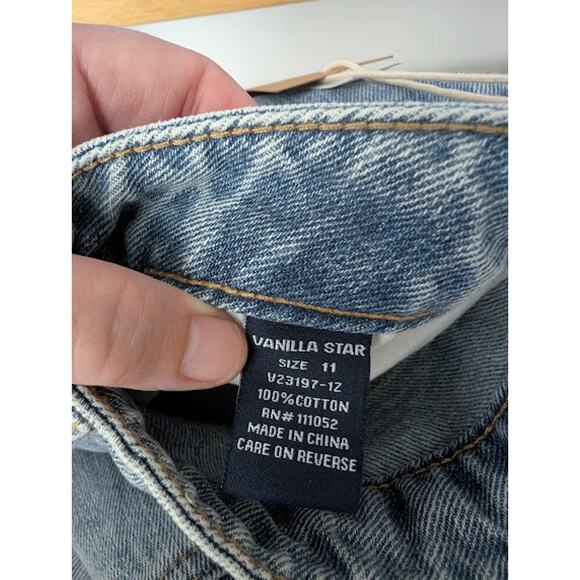 VANILLA STAR
SIZE 11
V23197-1Z
100%COTTON
RN# 111052
MADE IN CHINA
CARE ON REVERSE